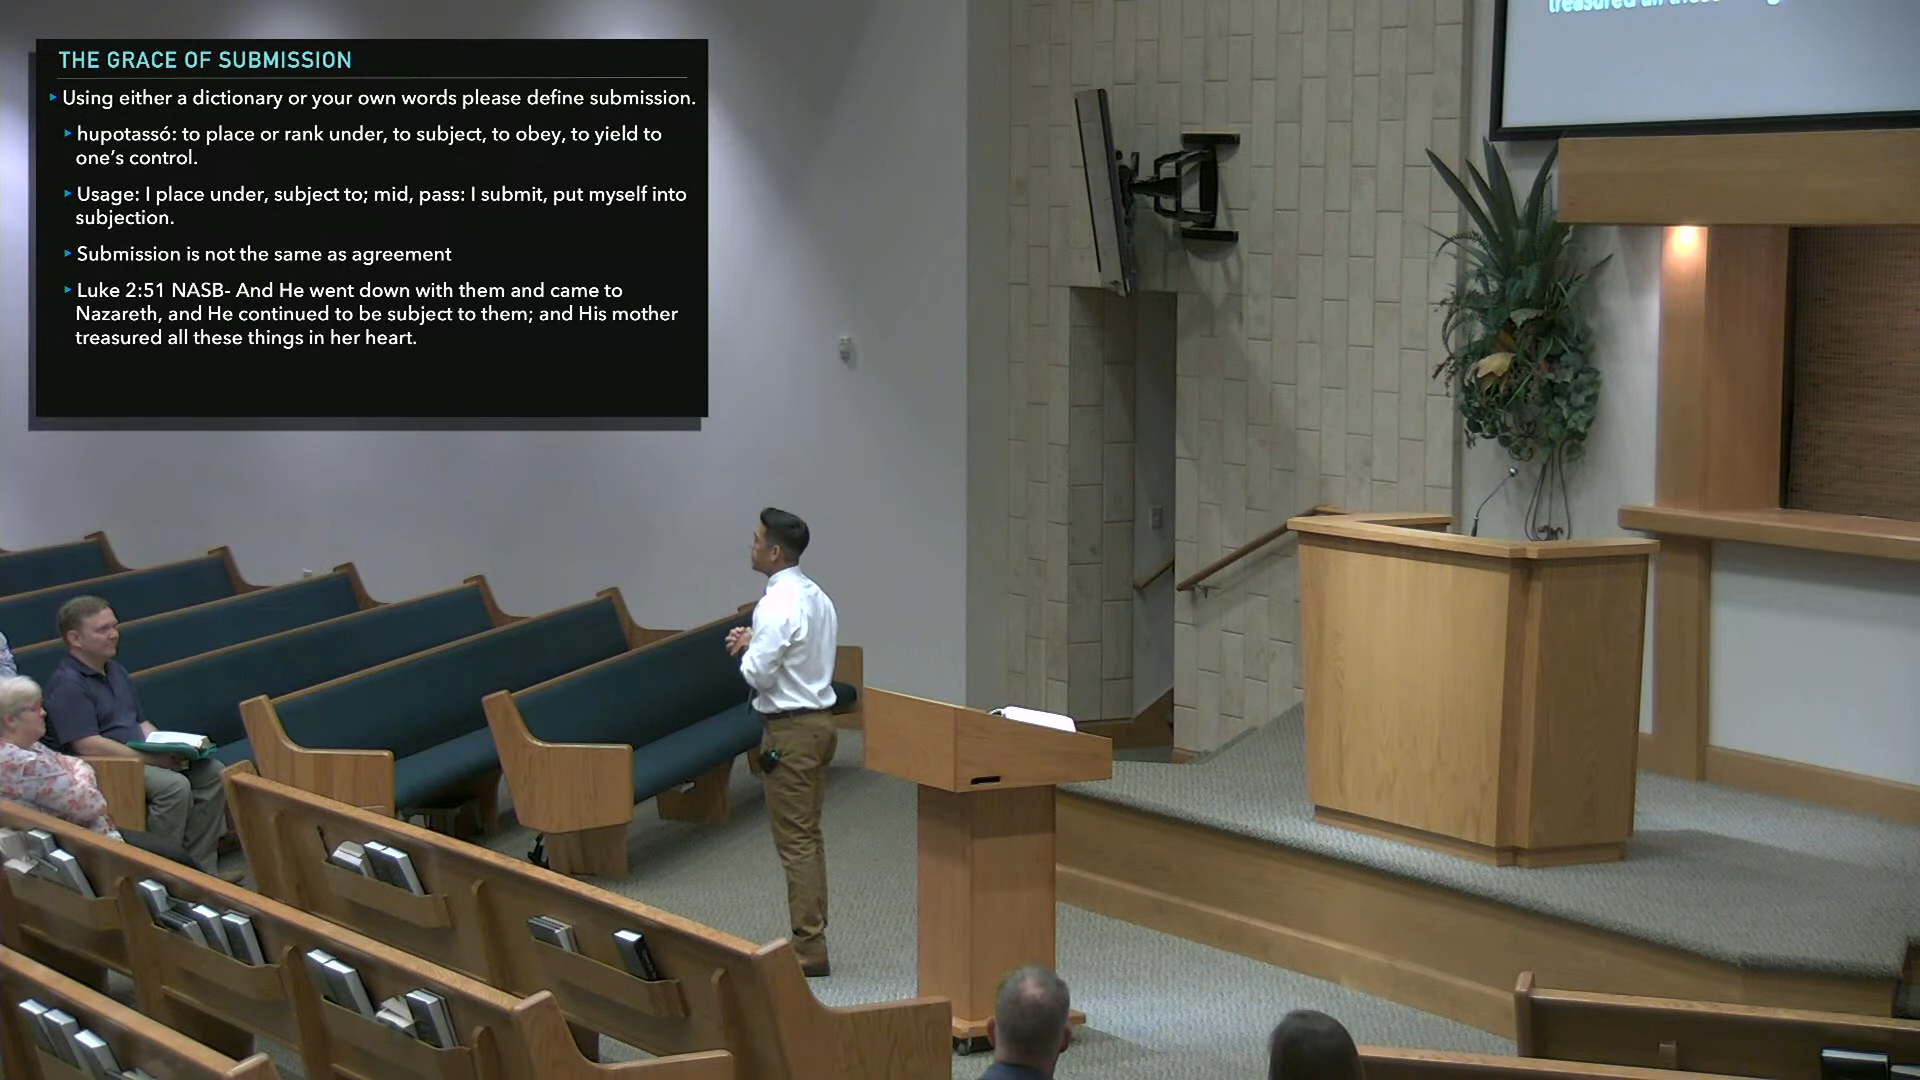 THE GRACE OF SUBMISSION
‣ Using either a dictionary or your own words please define submission.
‣ hupotassó: to place or rank under, to subject, to obey, to yield to
one’s control.
‣ Usage: I place under, subject to; mid, pass: I submit, put myself into
subjection.
‣ Submission is not the same as agreement
‣ Luke 2:51 NASB- And He went down with them and came to
Nazareth, and He continued to be subject to them; and His mother
treasured all these things in her heart.
treasured all